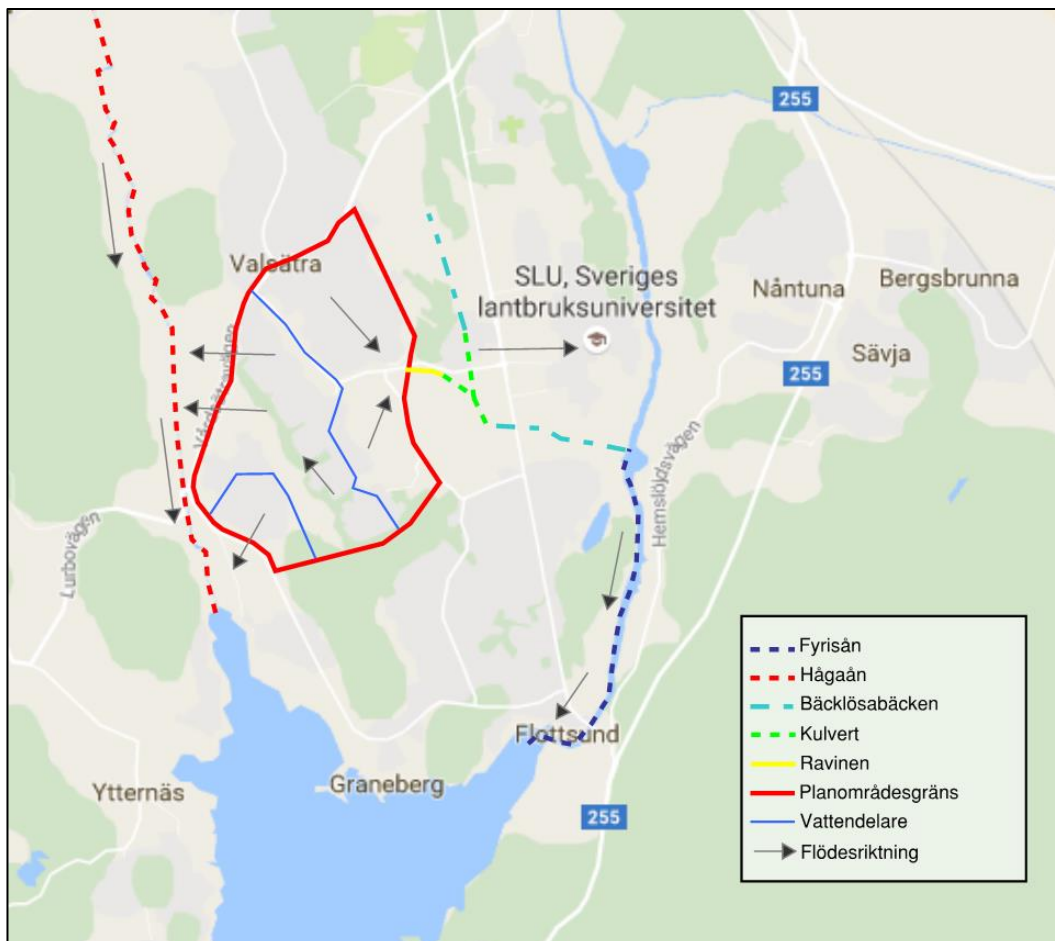 255
Valsätra
SLU, Sveriges
lantbruksuniversitet
Nåntuna
Bergsbrunna
Sävja
255
Vårdsätravägen
Hemslöjdsvägen
Lurbovägen
Flottsund
Graneberg
Ytternäs
255
Fyrisån
Hågaån
Bäcklösabäcken
Kulvert
Ravinen
Planområdesgräns
Vattendelare
Flödesriktning